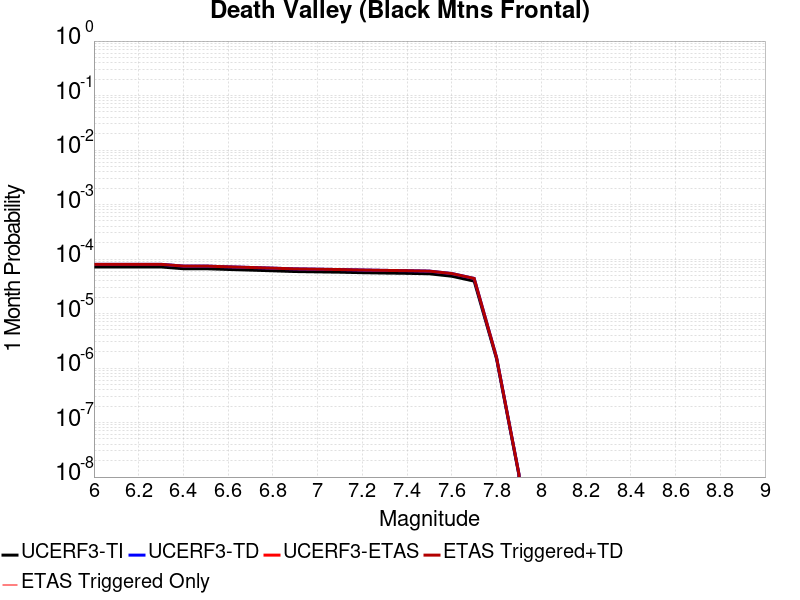 Death Valley (Black Mtns Frontal)
10^0
10^-1
10^-2
10^-3
10^-4
10^-5
10^-6
10^-7
10^-8
1 Month Probability
6 6.2 6.4 6.6 6.8 7 7.2 7.4 7.6 7.8 8 8.2 8.4 8.6 8.8 9
Magnitude
UCERF3-TI UCERF3-TD UCERF3-ETAS ETAS Triggered+TD
ETAS Triggered Only